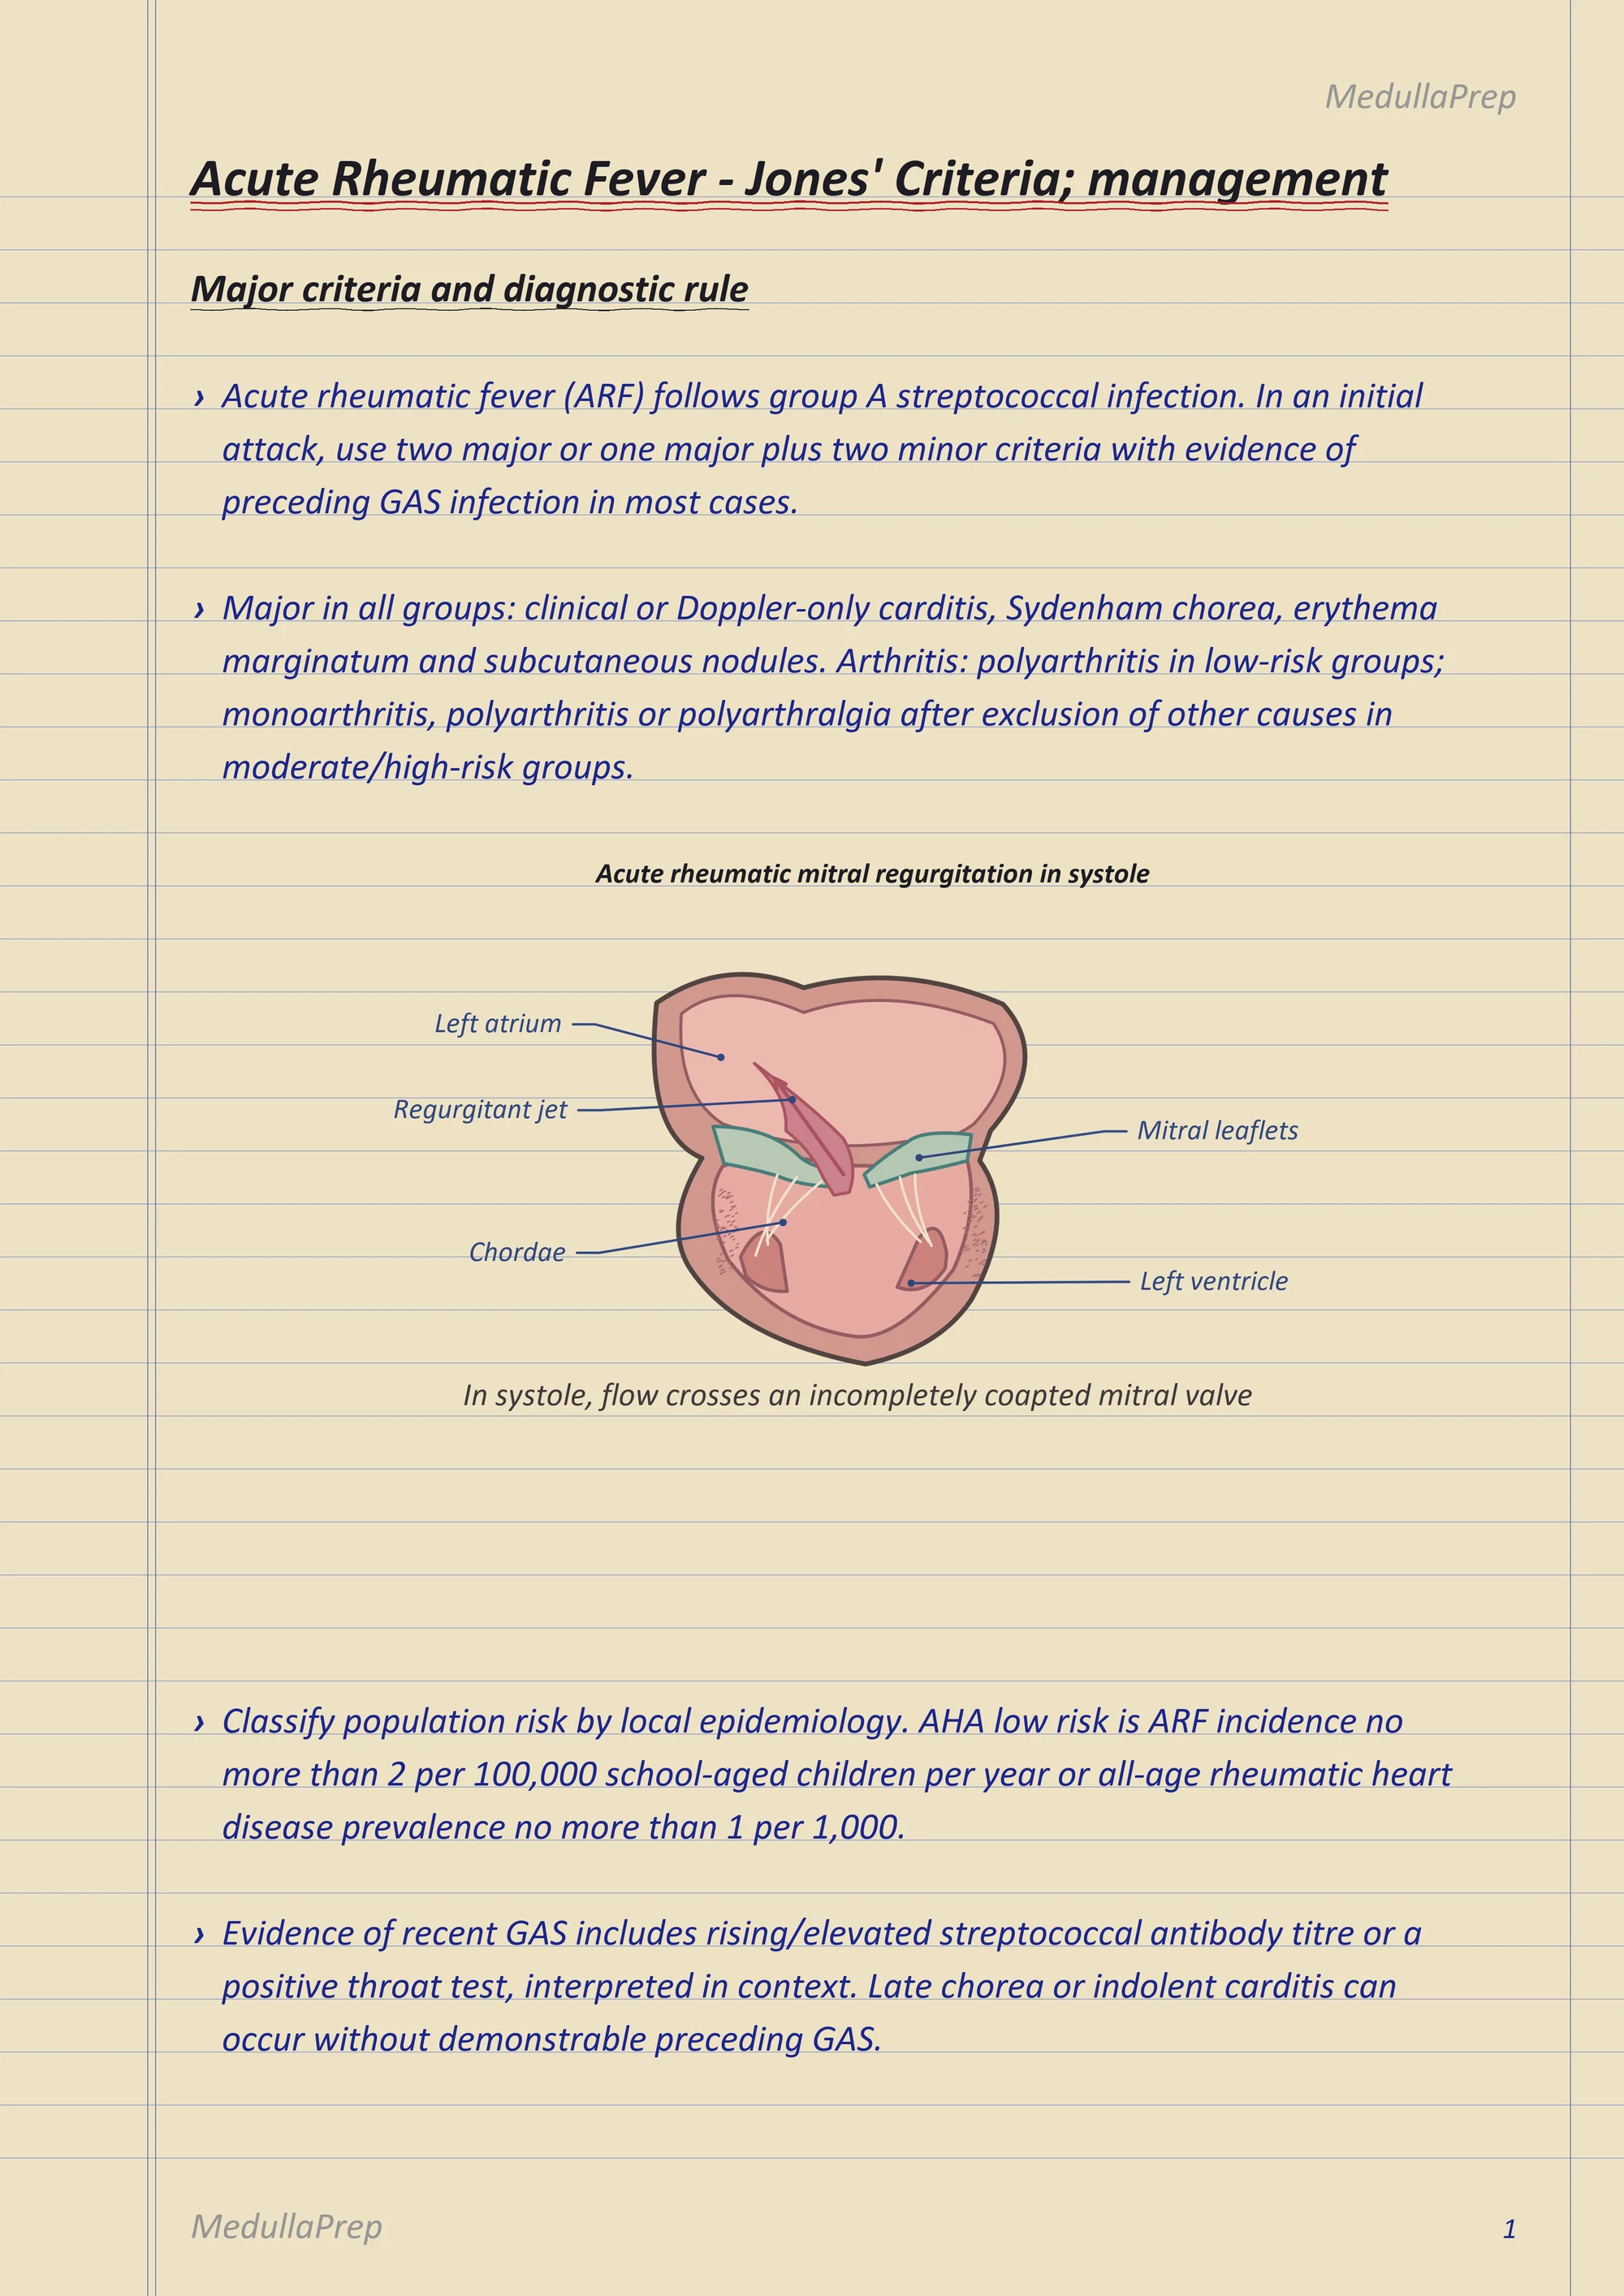 MedullaPrep
Acute Rheumatic Fever - Jones' Criteria; management
Major criteria and diagnostic rule
› Acute rheumatic fever (ARF) follows group A streptococcal infection. In an initial
attack, use two major or one major plus two minor criteria with evidence of
preceding GAS infection in most cases.
› Major in all groups: clinical or Doppler-only carditis, Sydenham chorea, erythema
marginatum and subcutaneous nodules. Arthritis: polyarthritis in low-risk groups;
monoarthritis, polyarthritis or polyarthralgia after exclusion of other causes in
moderate/high-risk groups.
Acute rheumatic mitral regurgitation in systole
Left atrium
Regurgitant jet
Mitral leaflets
Chordae
Left ventricle
In systole, flow crosses an incompletely coapted mitral valve
› Classify population risk by local epidemiology. AHA low risk is ARF incidence no
more than 2 per 100,000 school-aged children per year or all-age rheumatic heart
disease prevalence no more than 1 per 1,000.
› Evidence of recent GAS includes rising/elevated streptococcal antibody titre or a
positive throat test, interpreted in context. Late chorea or indolent carditis can
occur without demonstrable preceding GAS.
MedullaPrep
1